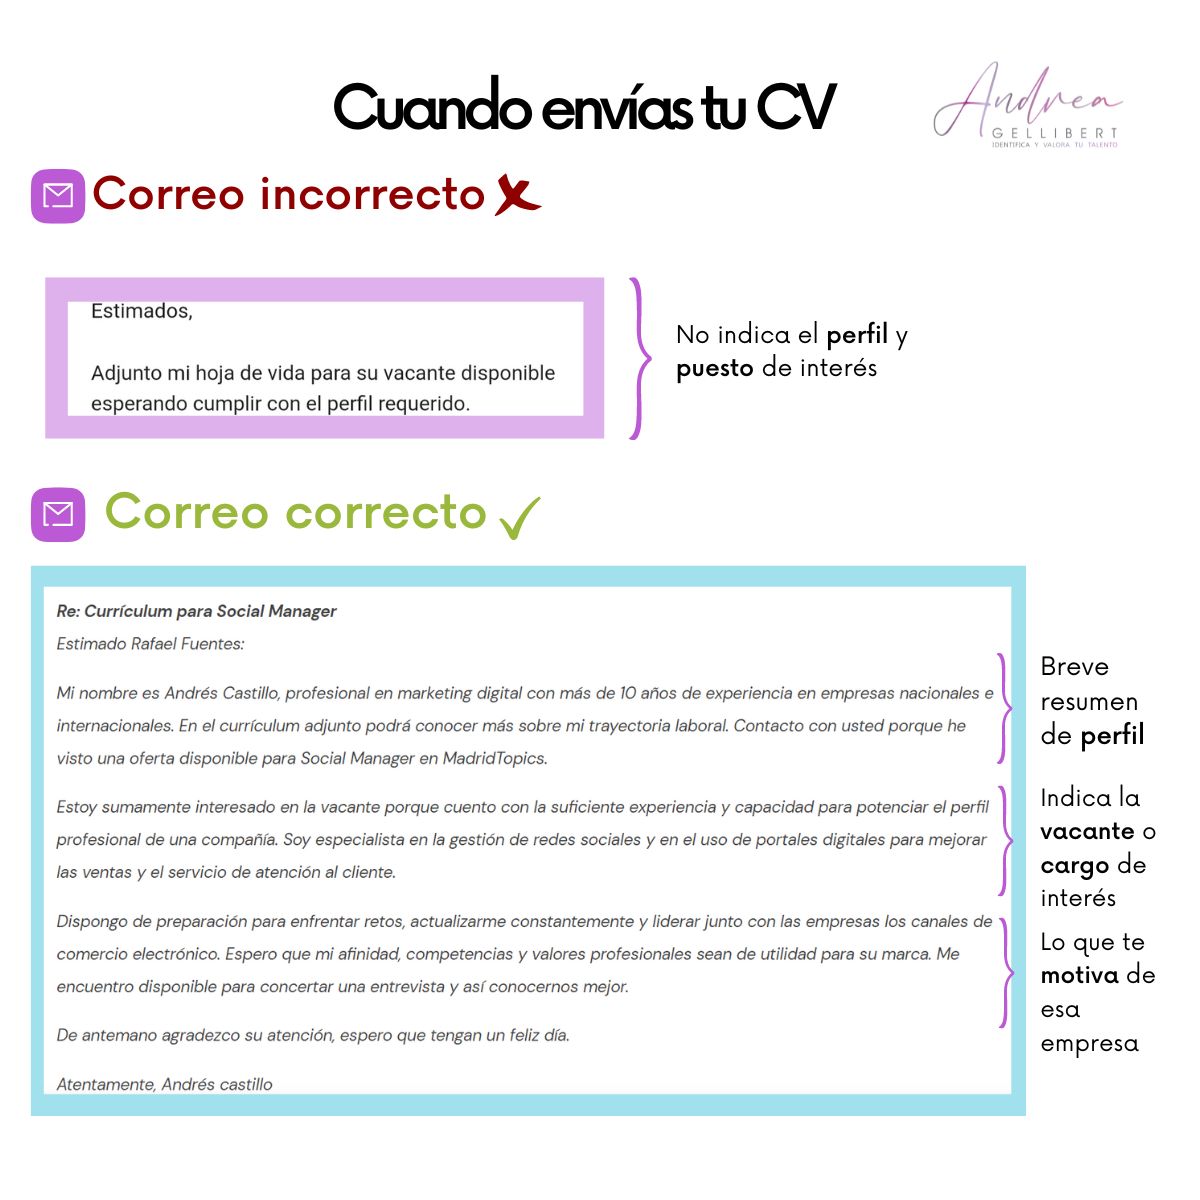 Cuando envías tu CV
Andrea
GELLIBERT
IDENTIFICA Y VALORA TU TALENTO
Correo incorrecto
Estimados,
Adjunto mi hoja de vida para su vacante disponible
esperando cumplir con el perfil requerido.
No indica el perfil y
puesto de interés
Correo correcto
Re: Currículum para Social Manager
Estimado Rafael Fuentes:
Mi nombre es Andrés Castillo, profesional en marketing digital con más de 10 años de experiencia en empresas nacionales e
internacionales. En el currículum adjunto podrá conocer más sobre mi trayectoria laboral. Contacto con usted porque he
visto una oferta disponible para Social Manager en MadridTopics.
Estoy sumamente interesado en la vacante porque cuento con la suficiente experiencia y capacidad para potenciar el perfil
profesional de una compañía. Soy especialista en la gestión de redes sociales y en el uso de portales digitales para mejorar
las ventas y el servicio de atención al cliente.
Dispongo de preparación para enfrentar retos, actualizarme constantemente y liderar junto con las empresas los canales de
comercio electrónico. Espero que mi afinidad, competencias y valores profesionales sean de utilidad para su marca. Me
encuentro disponible para concertar una entrevista y así conocernos mejor.
De antemano agradezco su atención, espero que tengan un feliz día.
Atentamente, Andrés castillo
Breve
resumen
de perfil
Indica la
vacante o
cargo de
interés
Lo que te
motiva de
esa
empresa